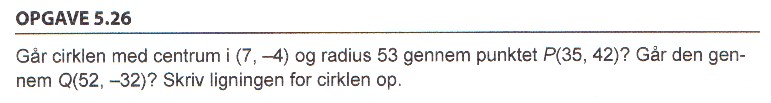 OPGAVE 5.26
Går cirklen med centrum i (7, –4) og radius 53 gennem punktet P(35, 42)? Går den gen-
nem Q(52, –32)? Skriv ligningen for cirklen op.